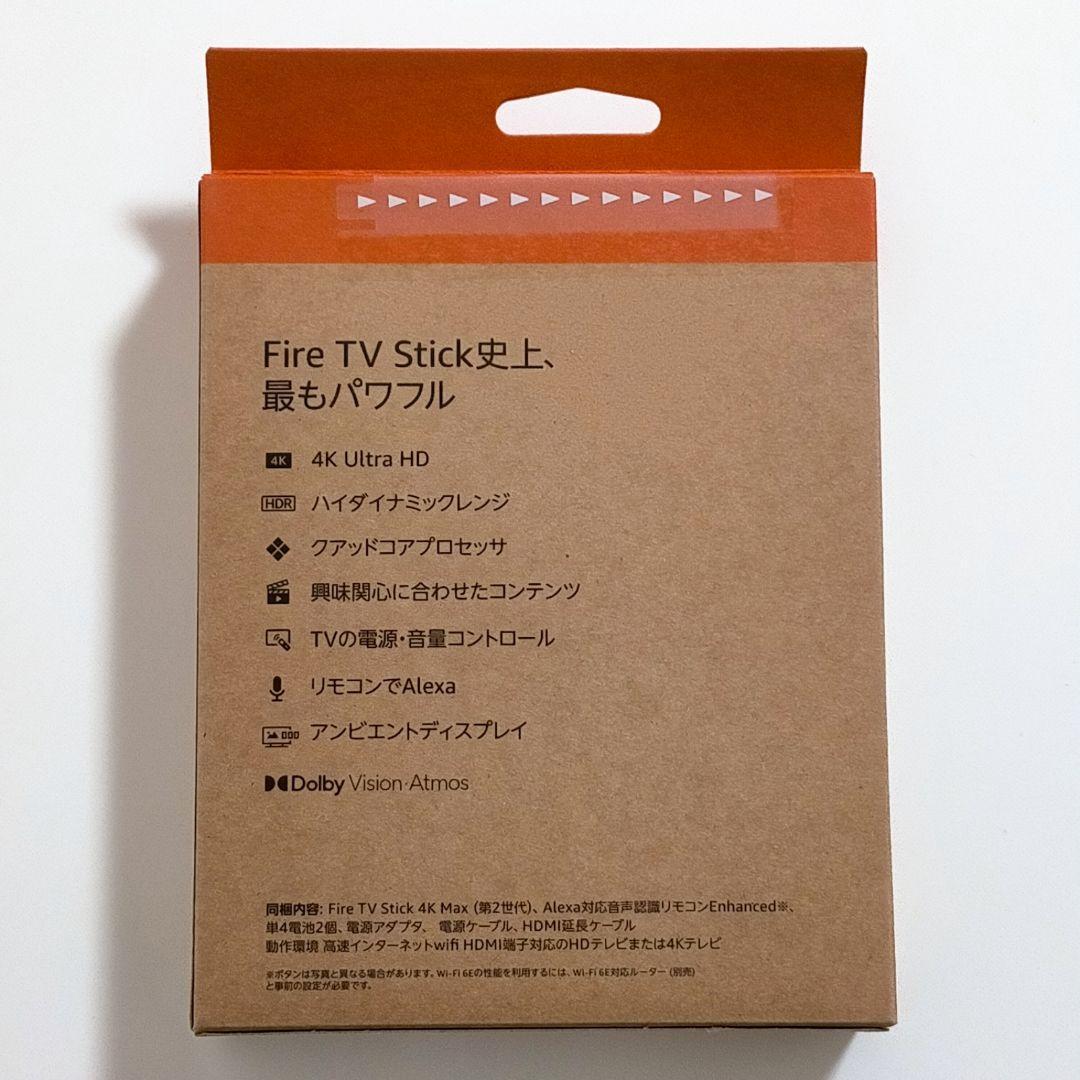 Fire TV Stick史上、
最もパワフル
4K 4K Ultra HD
HDR ハイダイナミックレンジ
クアッドコアプロセッサ
興味関心に合わせたコンテンツ
TVの電源・音量コントロール
リモコンでAlexa
アンビエントディスプレイ
Dolby Vision·Atmos
同梱内容: Fire TV Stick 4K Max (第2世代)、Alexa対応音声認識リモコンEnhanced※、
単4電池2個、電源アダプタ、 電源ケーブル、HDMI延長ケーブル
動作環境 高速インターネットwifi HDMI端子対応のHDテレビまたは4Kテレビ
※ボタンは写真と異なる場合があります。Wi-Fi 6Eの性能を利用するには、Wi-Fi 6E対応ルーター (別売)
と事前の設定が必要です。